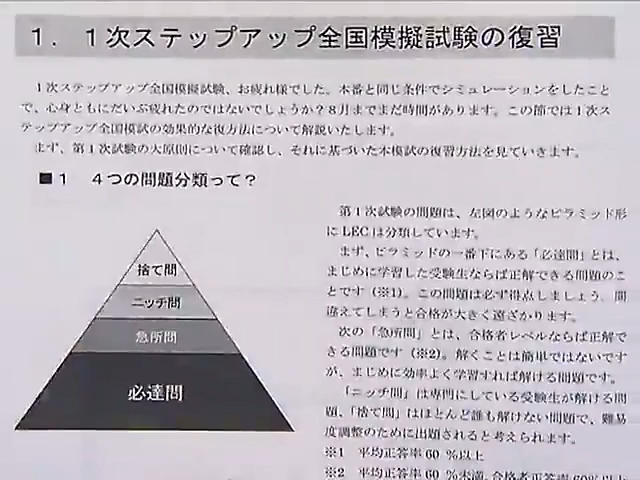 1. 1次ステップアップ全国模擬試験の復習
1次ステップアップ全国模擬試験、お疲れ様でした。本番と同じ条件でシミュレーションをしたこと
で、心身ともにだいぶ疲れたのではないでしょうか?8月までまだ時間があります。この節では1次ス
テップアップ全国模試の効果的な復方法について解説いたします。
まず、第1次試験の大原則について確認し、それに基づいた本模試の復習方法を見ていきます。
■1 4つの問題分類って?
捨て問
ニッチ問
急所問
必達問
第1次試験の問題は、左図のようなピラミッド形
にLECは分類しています。
まず、ピラミッドの一番下にある「必達問」とは、
まじめに学習した受験生ならば正解できる問題のこ
とです(※1)。この問題は必ず得点しましょう。間
違えてしまうと合格が大きく遠ざかります。
次の「急所問」とは、合格者レベルならば正解で
きる問題です(※2)。解くことは簡単ではないです
が、まじめに効率よく学習すれば解ける問題です。
「ニッチ問」は専門にしている受験生が解ける問
題、「捨て問」はほとんど誰も解けない問題で、難易
度調整のために出題されると考えられます。
※1 平均正答率60 %以上
※2 平均正答率60 %未満、合格者正答率60%以上